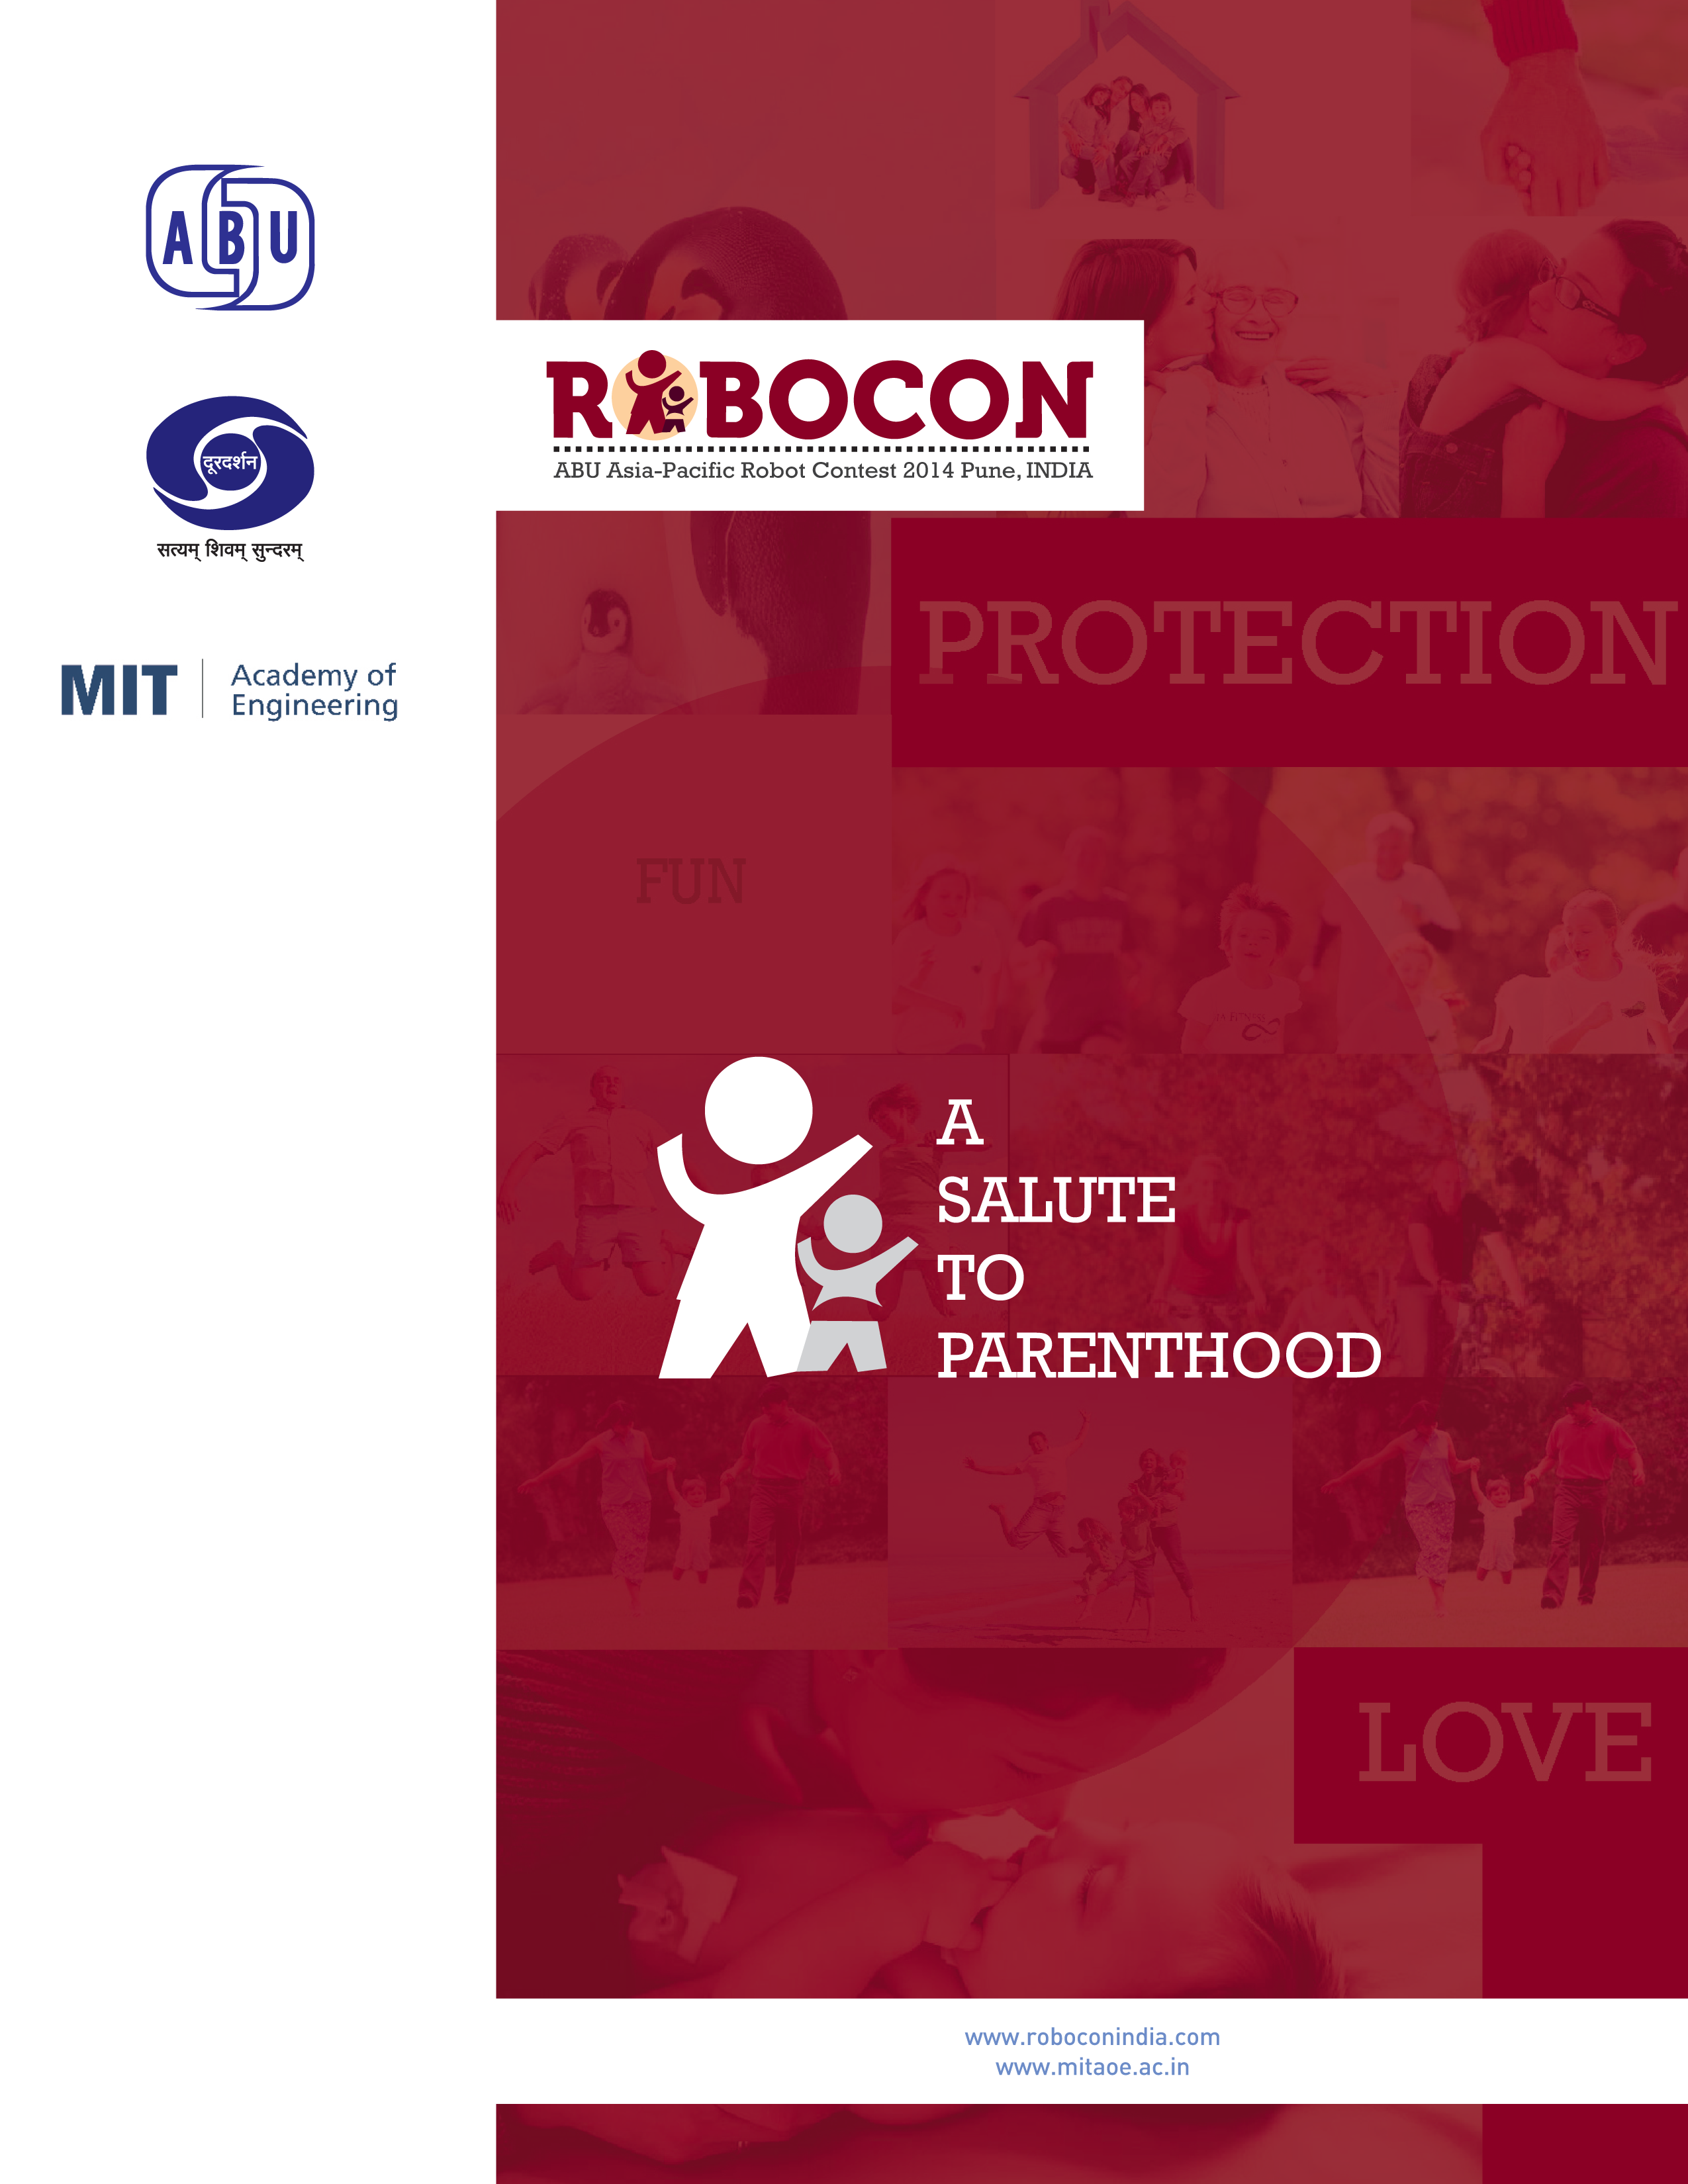 ABU
दूरदर्शन
सत्यम् शिवम् सुन्दरम्
MIT
Academy of
Engineering
ROBOCON
ABU Asia-Pacific Robot Contest 2014 Pune, INDIA
PROTECTION
FUN
A
SALUTE
TO
PARENTHOOD
LOVE
www.roboconindia.com
www.mitaoe.ac.in